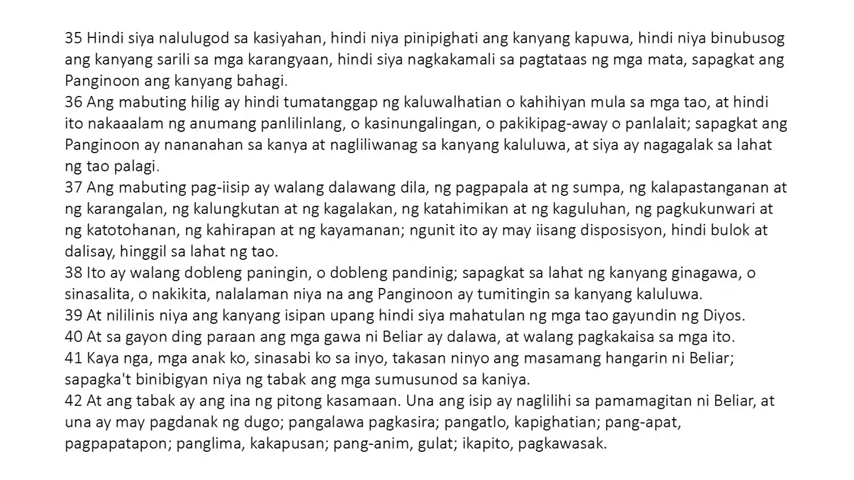 35 Hindi siya nalulugod sa kasiyahan, hindi niya pinipighati ang kanyang kapuwa, hindi niya binubusog
ang kanyang sarili sa mga karangyaan, hindi siya nagkakamali sa pagtataas ng mga mata, sapagkat ang
Panginoon ang kanyang bahagi.
36 Ang mabuting hilig ay hindi tumatanggap ng kaluwalhatian o kahihiyan mula sa mga tao, at hindi
ito nakaaalam ng anumang panlilinlang, o kasinungalingan, o pakikipag-away o panlalait; sapagkat ang
Panginoon ay nananahan sa kanya at nagliliwanag sa kanyang kaluluwa, at siya ay nagagalak sa lahat
ng tao palagi.
37 Ang mabuting pag-iisip ay walang dalawang dila, ng pagpapala at ng sumpa, ng kalapastanganan at
ng karangalan, ng kalungkutan at ng kagalakan, ng katahimikan at ng kaguluhan, ng pagkukunwari at
ng katotohanan, ng kahirapan at ng kayamanan; ngunit ito ay may iisang disposisyon, hindi bulok at
dalisay, hinggil sa lahat ng tao.
38 Ito ay walang dobleng paningin, o dobleng pandinig; sapagkat sa lahat ng kanyang ginagawa, o
sinasalita, o nakikita, nalalaman niya na ang Panginoon ay tumitingin sa kanyang kaluluwa.
39 At nililinis niya ang kanyang isipan upang hindi siya mahatulan ng mga tao gayundin ng Diyos.
40 At sa gayon ding paraan ang mga gawa ni Beliar ay dalawa, at walang pagkakaisa sa mga ito.
41 Kaya nga, mga anak ko, sinasabi ko sa inyo, takasan ninyo ang masamang hangarin ni Beliar;
sapagka't binibigyan niya ng tabak ang mga sumusunod sa kaniya.
42 At ang tabak ay ang ina ng pitong kasamaan. Una ang isip ay naglilihi sa pamamagitan ni Beliar, at
una ay may pagdanak ng dugo; pangalawa pagkasira; pangatlo, kapighatian; pang-apat,
pagpapatapon; panglima, kakapusan; pang-anim, gulat; ikapito, pagkawasak.